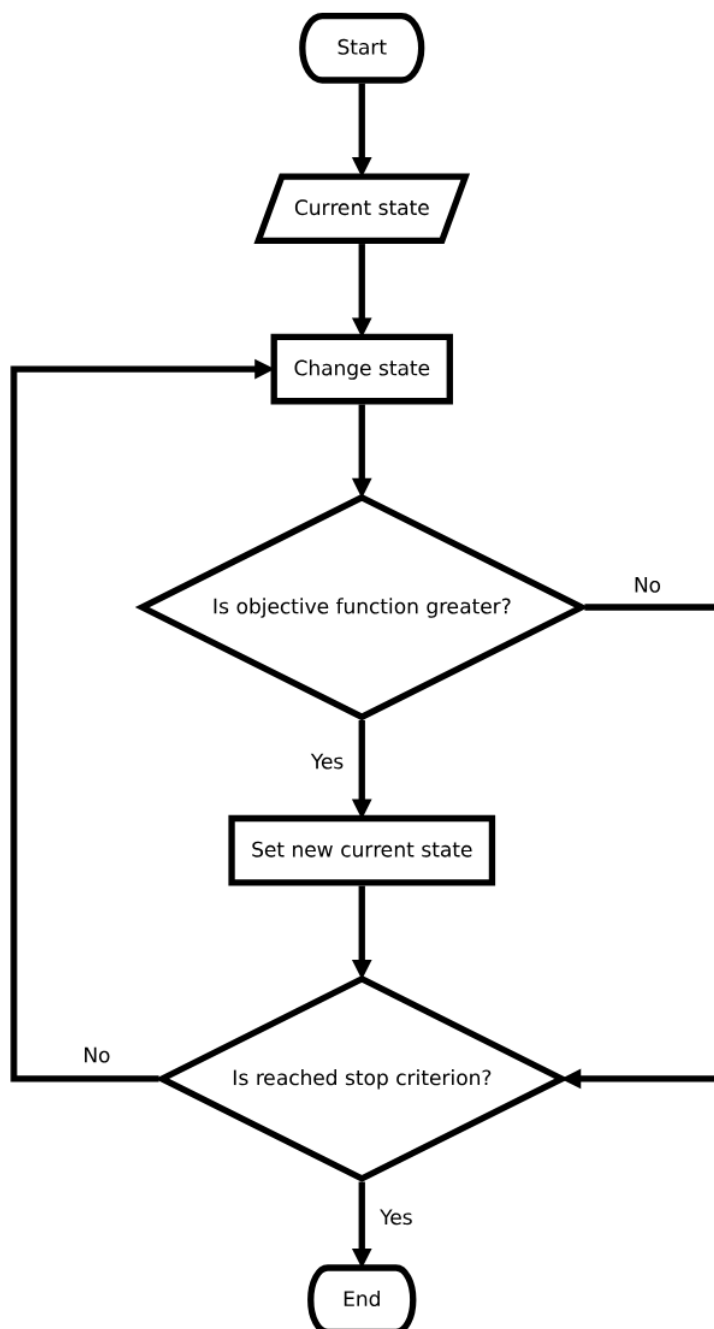 Start
Current state
Change state
Is objective function greater?
No
Yes
Set new current state
No
Is reached stop criterion?
Yes
End